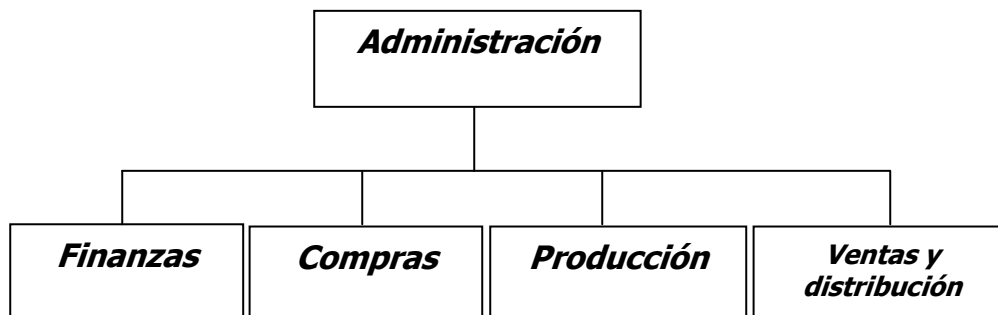 Administración
Finanzas
Compras
Producción
Ventas y
distribución